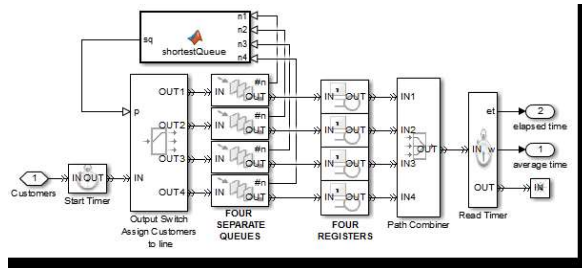 n1
n2
n3
n4
sq
shortestQueue
p
IN
OUT1
OUT2
OUT3
OUT4
IN #n OUT
IN #n OUT
IN #n OUT
IN #n OUT
IN OUT
IN OUT
IN OUT
IN OUT
IN1
IN2
IN3
IN4
OUT
et
IN w
OUT
2
elapsed time
1
average time
IN
1
Customers
IN OUT
Start Timer
Output Switch
Assign Customers
to line
FOUR
SEPARATE
QUEUES
FOUR
REGISTERS
Path Combiner
Read Timer